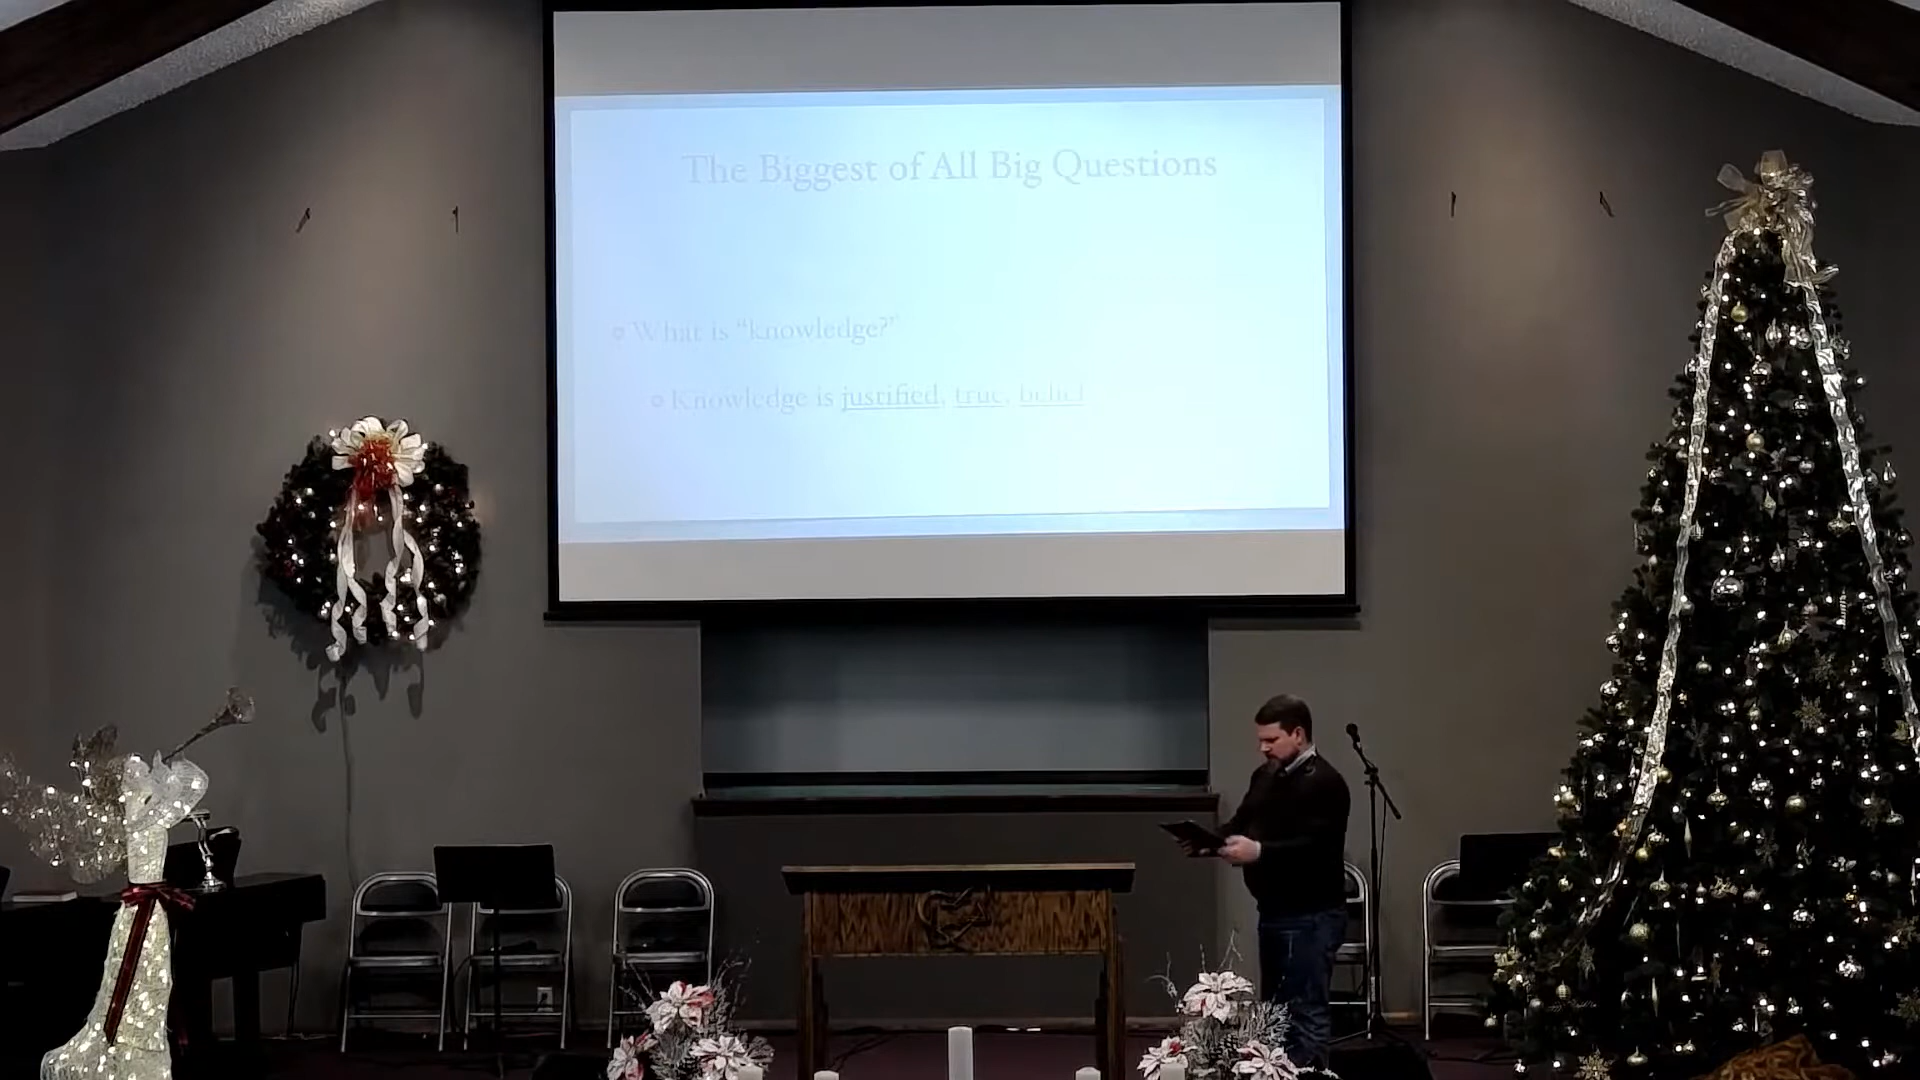 The Biggest of All Big Questions
What is “knowledge?”
Knowledge is justified, true, belief